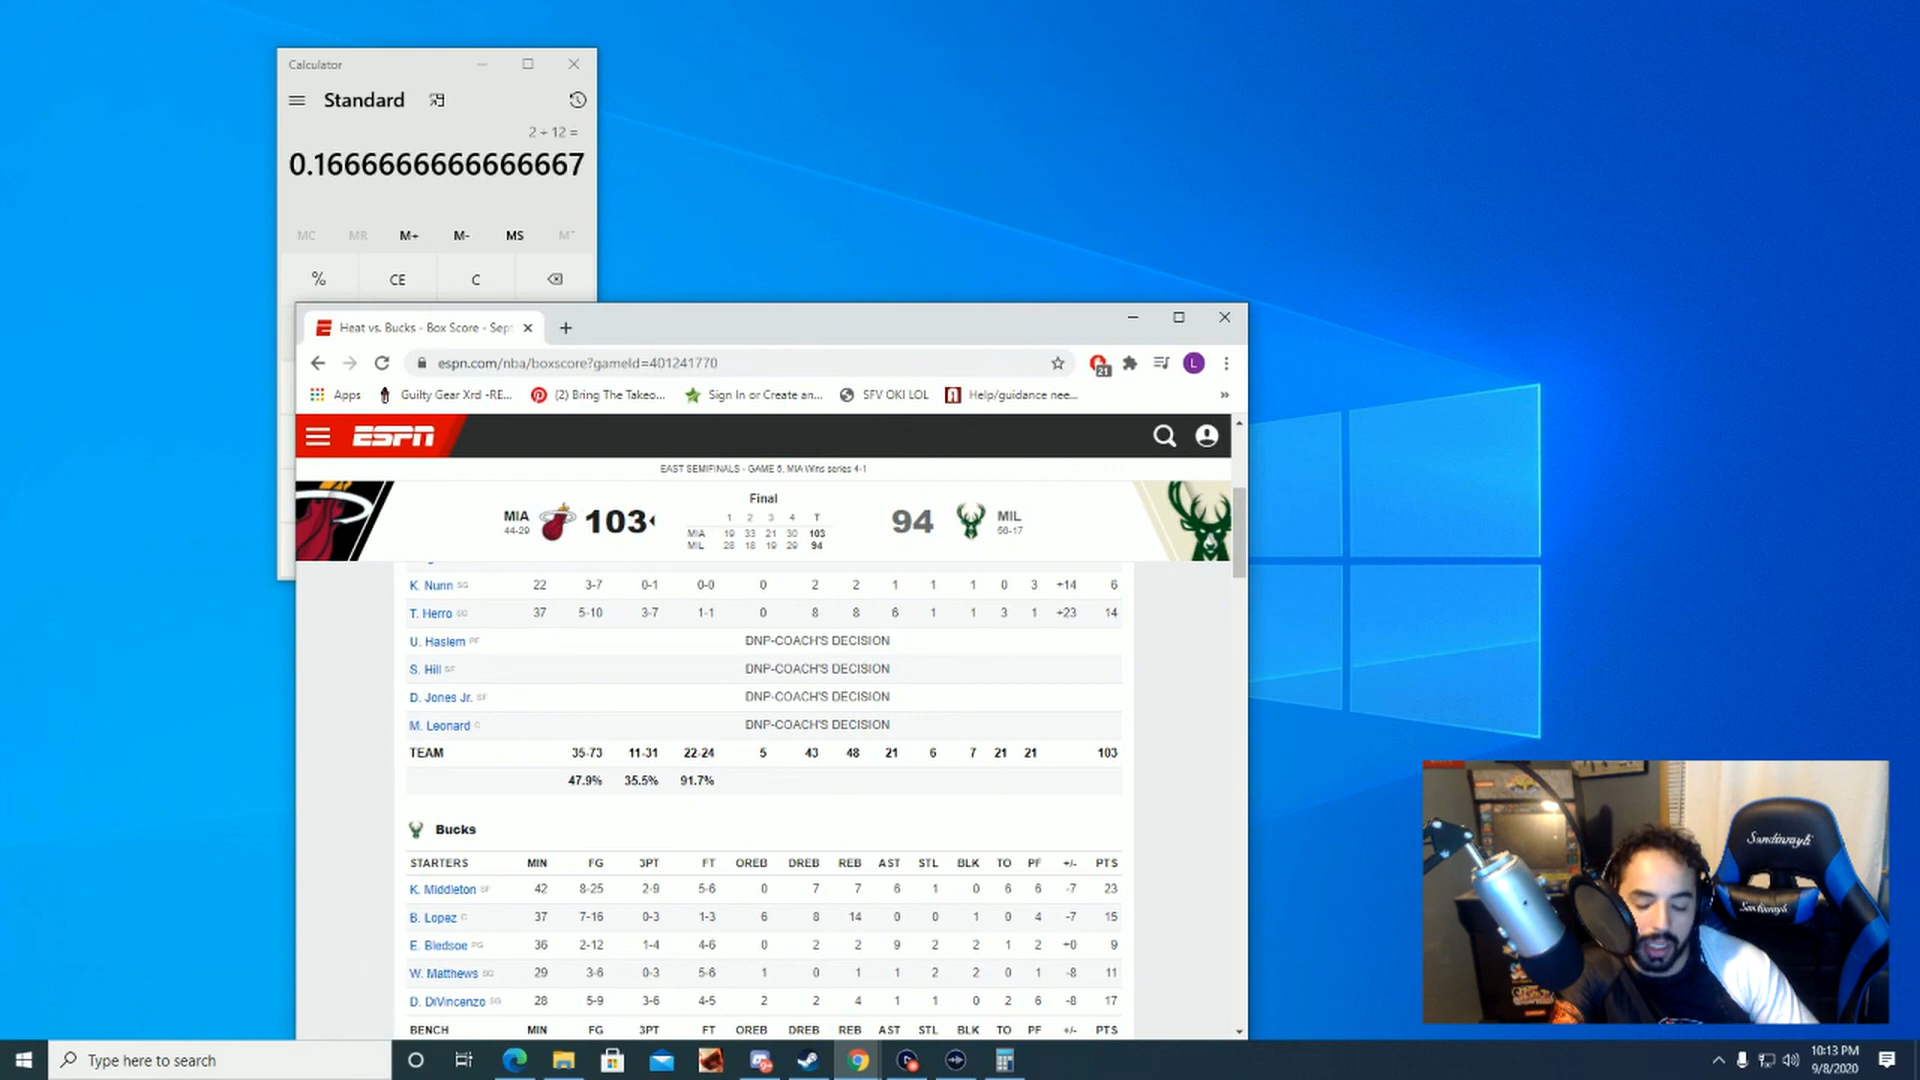 Calculator
Standard
2 ÷ 12 =
0.1666666666666667
MC MR M+ M- MS M˅
% CE C
Heat vs. Bucks - Box Score - Sept
espn.com/nba/boxscore?gameId=401241770
21
L
Apps Guilty Gear Xrd -RE... (2) Bring The Takeo... Sign In or Create an... SFV OKI LOL Help/guidance nee... »
ESPN
EAST SEMIFINALS - GAME 5, MIA Wins series 4-1
Final
MIA 103 94 MIL
44-29 56-17
1 2 3 4 T
MIA 19 33 21 30 103
MIL 28 18 19 29 94
K. Nunn SG 22 3-7 0-1 0-0 0 2 2 1 1 1 0 3 +14 6
T. Herro SG 37 5-10 3-7 1-1 0 8 8 6 1 1 3 1 +23 14
U. Haslem PF DNP-COACH'S DECISION
S. Hill SF DNP-COACH'S DECISION
D. Jones Jr. SF DNP-COACH'S DECISION
M. Leonard C DNP-COACH'S DECISION
TEAM 35-73 11-31 22-24 5 43 48 21 6 7 21 21 103
47.9% 35.5% 91.7%
Bucks
STARTERS MIN FG 3PT FT OREB DREB REB AST STL BLK TO PF +/- PTS
K. Middleton SF 42 8-25 2-9 5-6 0 7 7 6 1 0 6 6 -7 23
B. Lopez C 37 7-16 0-3 1-3 6 8 14 0 0 1 0 4 -7 15
E. Bledsoe PG 36 2-12 1-4 4-6 0 2 2 9 2 2 1 2 +0 9
W. Matthews SG 29 3-6 0-3 5-6 1 0 1 1 2 2 0 1 -8 11
D. DiVincenzo SG 28 5-9 3-6 4-5 2 2 4 1 1 0 2 6 -8 17
BENCH MIN FG 3PT FT OREB DREB REB AST STL BLK TO PF +/- PTS
Type here to search
10:13 PM
9/8/2020